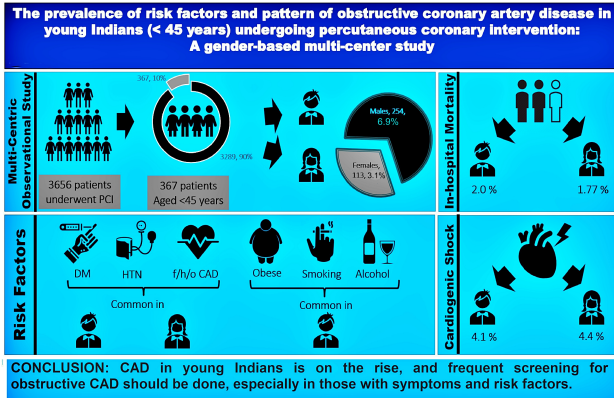 The prevalence of risk factors and pattern of obstructive coronary artery disease in
young Indians (< 45 years) undergoing percutaneous coronary intervention:
A gender-based multi-center study
Multi-Centric
Observational Study
367, 10%
3289, 90%
3656 patients
underwent PCI
367 patients
Aged <45 years
Males, 254,
6.9%
Females,
113, 3.1%
In-hospital Mortality
2.0 %
1.77 %
Risk Factors
DM
HTN
f/h/o CAD
Common in
Obese
Smoking
Alcohol
Common in
Cardiogenic Shock
4.1 %
4.4 %
CONCLUSION: CAD in young Indians is on the rise, and frequent screening for
obstructive CAD should be done, especially in those with symptoms and risk factors.